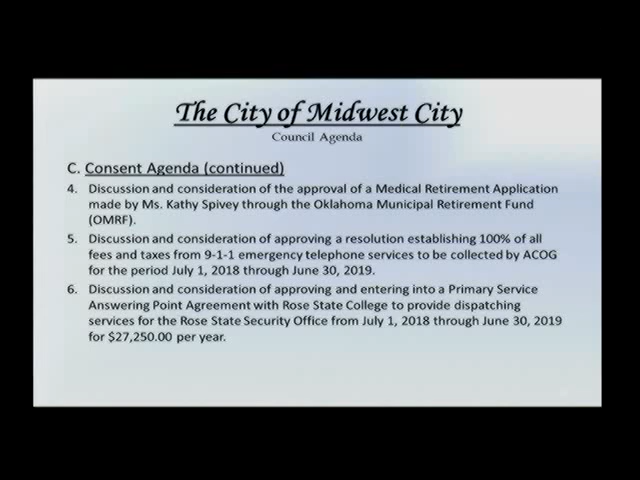 The City of Midwest City
Council Agenda
C. Consent Agenda (continued)
4. Discussion and consideration of the approval of a Medical Retirement Application
made by Ms. Kathy Spivey through the Oklahoma Municipal Retirement Fund
(OMRF).
5. Discussion and consideration of approving a resolution establishing 100% of all
fees and taxes from 9-1-1 emergency telephone services to be collected by ACOG
for the period July 1, 2018 through June 30, 2019.
6. Discussion and consideration of approving and entering into a Primary Service
Answering Point Agreement with Rose State College to provide dispatching
services for the Rose State Security Office from July 1, 2018 through June 30, 2019
for $27,250.00 per year.